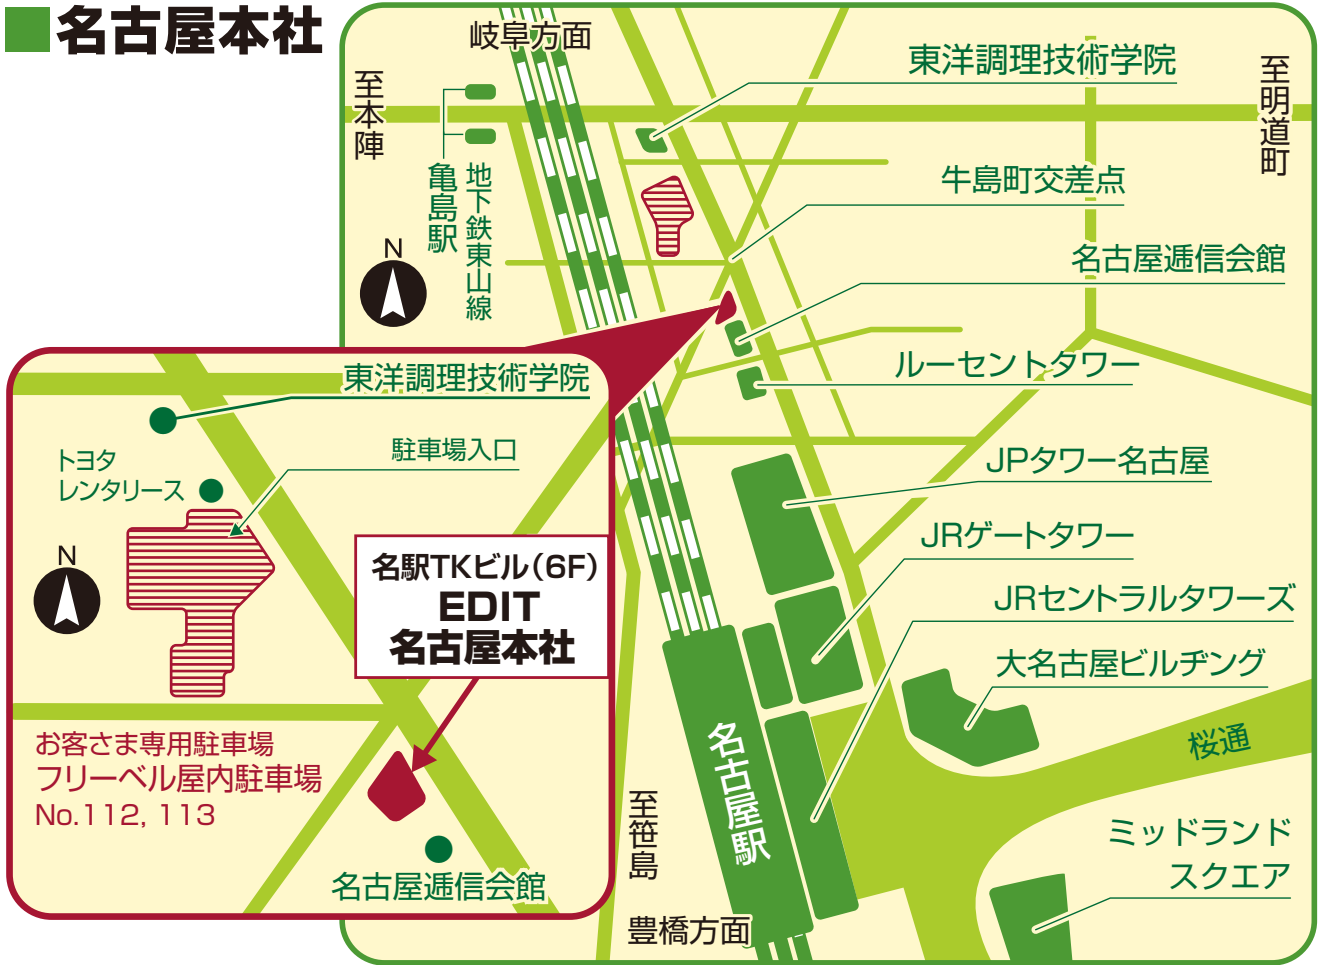 名古屋本社
岐阜方面
至本陣
亀島駅
地下鉄東山線
N
東洋調理技術学院
至明道町
牛島町交差点
名古屋逓信会館
ルーセントタワー
JPタワー名古屋
JRゲートタワー
JRセントラルタワーズ
大名古屋ビルヂング
桜通
ミッドランド
スクエア
名古屋駅
至笹島
豊橋方面
東洋調理技術学院
駐車場入口
トヨタ
レンタリース
N
名駅TKビル(6F)
EDIT
名古屋本社
お客さま専用駐車場
フリーベル屋内駐車場
No.112, 113
名古屋逓信会館